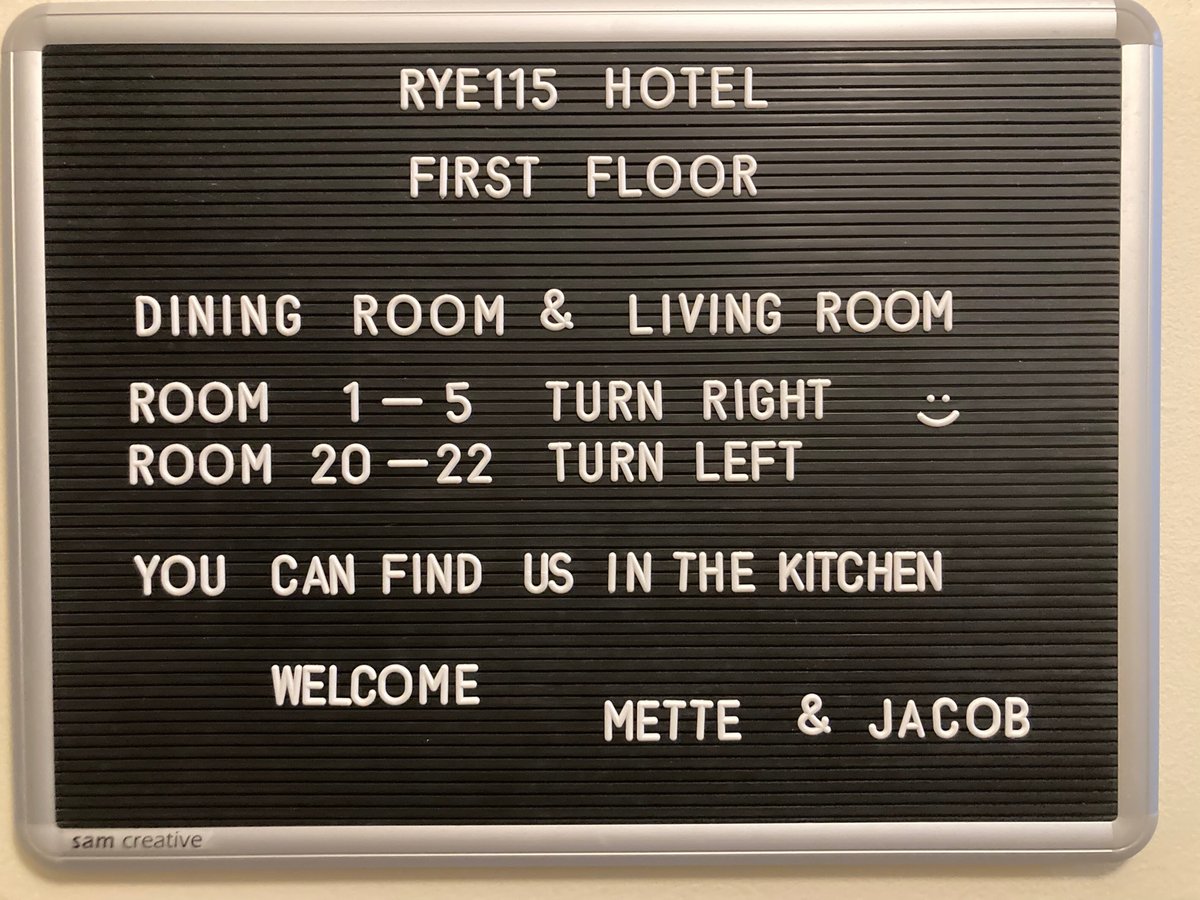 RYE115 HOTEL
FIRST FLOOR
DINING ROOM & LIVING ROOM
ROOM 1 — 5 TURN RIGHT
ROOM 20 — 22 TURN LEFT
YOU CAN FIND US IN THE KITCHEN
WELCOME
METTE & JACOB
sam creative